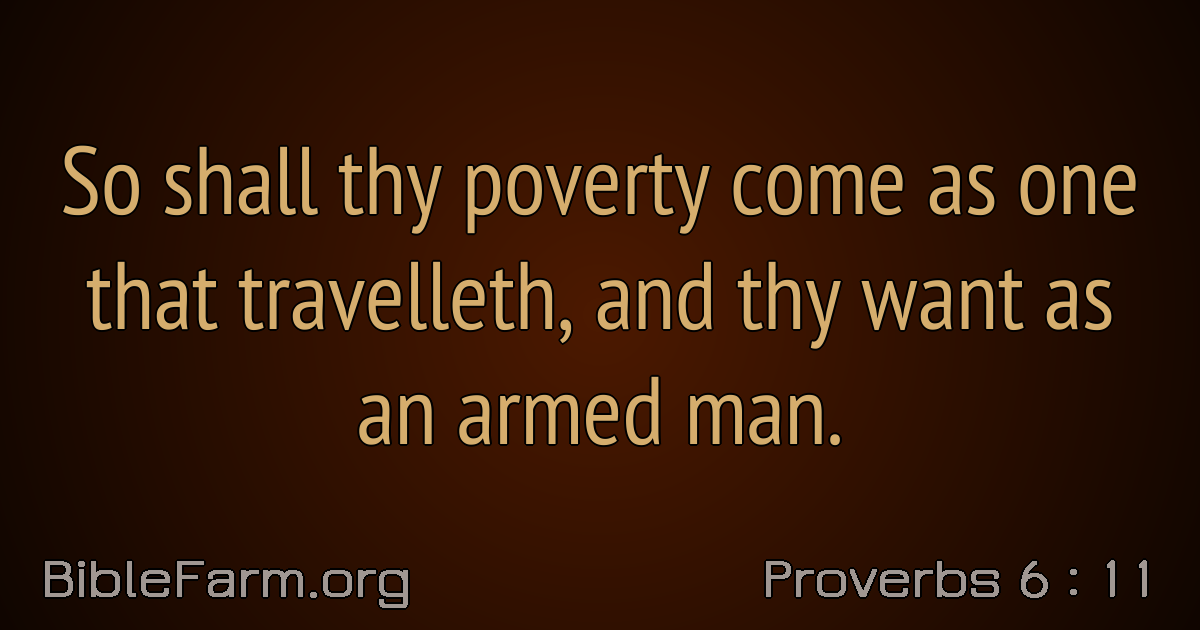 So shall thy poverty come as one
that travelleth, and thy want as
an armed man.
BibleFarm.org
Proverbs 6 : 11